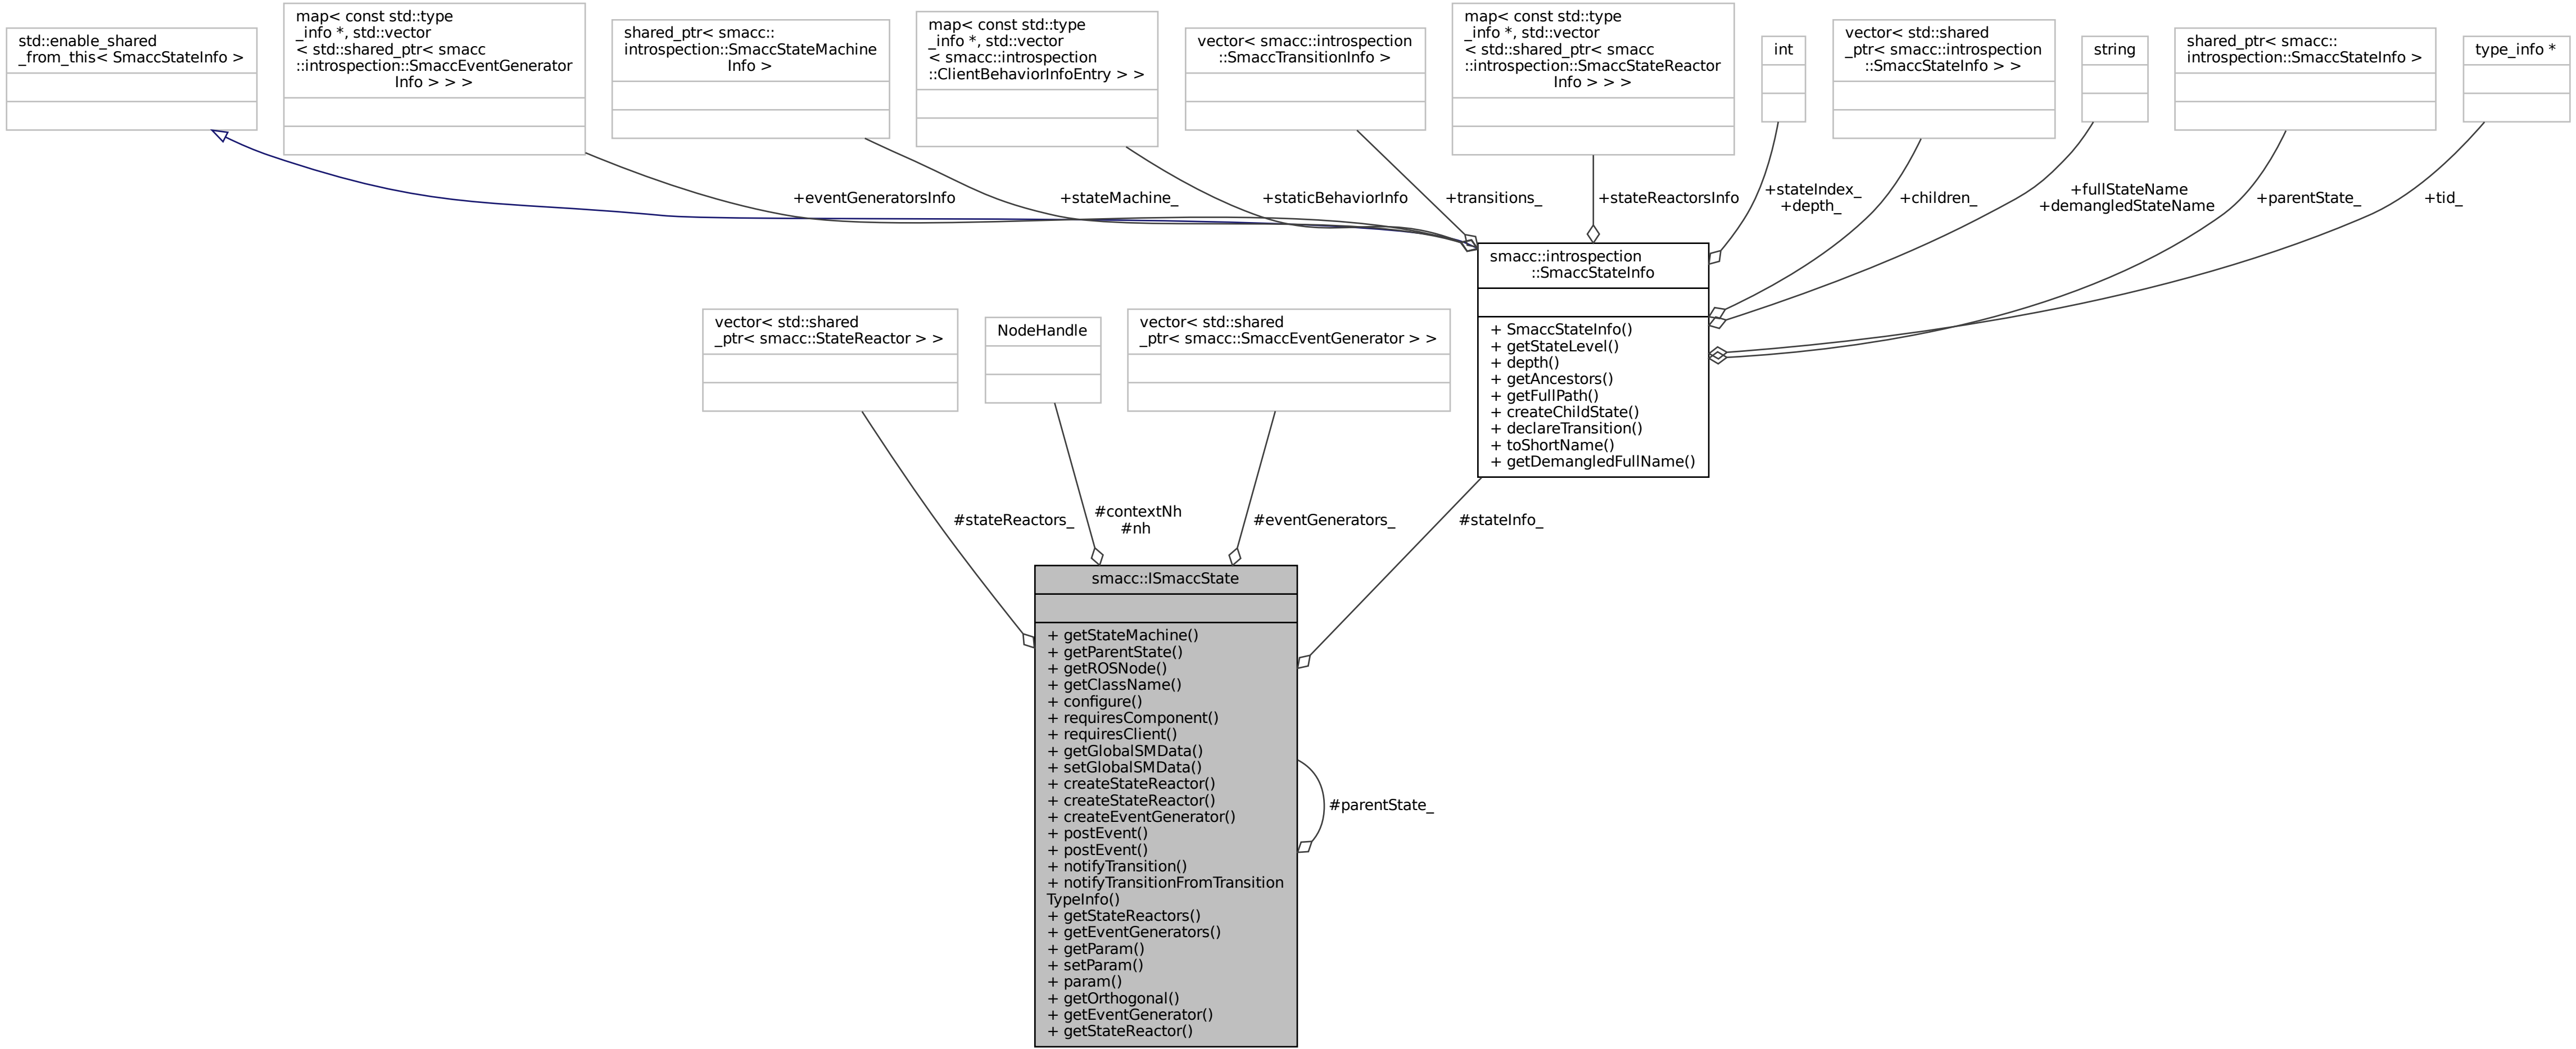 std::enable_shared
_from_this< SmaccStateInfo >
map< const std::type
_info *, std::vector
< std::shared_ptr< smacc
::introspection::SmaccEventGenerator
Info > > >
shared_ptr< smacc::
introspection::SmaccStateMachine
Info >
map< const std::type
_info *, std::vector
< smacc::introspection
::ClientBehaviorInfoEntry > >
vector< smacc::introspection
::SmaccTransitionInfo >
map< const std::type
_info *, std::vector
< std::shared_ptr< smacc
::introspection::SmaccStateReactor
Info > > >
int
vector< std::shared
_ptr< smacc::introspection
::SmaccStateInfo > >
string
shared_ptr< smacc::
introspection::SmaccStateInfo >
type_info *
+eventGeneratorsInfo
+stateMachine_
+staticBehaviorInfo
+transitions_
+stateReactorsInfo
+stateIndex_
+depth_
+children_
+fullStateName
+demangledStateName
+parentState_
+tid_
smacc::introspection
::SmaccStateInfo
+ SmaccStateInfo()
+ getStateLevel()
+ depth()
+ getAncestors()
+ getFullPath()
+ createChildState()
+ declareTransition()
+ toShortName()
+ getDemangledFullName()
vector< std::shared
_ptr< smacc::StateReactor > >
NodeHandle
vector< std::shared
_ptr< smacc::SmaccEventGenerator > >
#stateReactors_
#contextNh
#nh
#eventGenerators_
#stateInfo_
smacc::ISmaccState
+ getStateMachine()
+ getParentState()
+ getROSNode()
+ getClassName()
+ configure()
+ requiresComponent()
+ requiresClient()
+ getGlobalSMData()
+ setGlobalSMData()
+ createStateReactor()
+ createStateReactor()
+ createEventGenerator()
+ postEvent()
+ postEvent()
+ notifyTransition()
+ notifyTransitionFromTransition
TypeInfo()
+ getStateReactors()
+ getEventGenerators()
+ getParam()
+ setParam()
+ param()
+ getOrthogonal()
+ getEventGenerator()
+ getStateReactor()
#parentState_